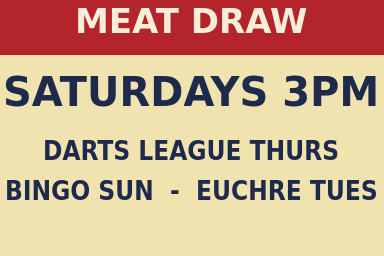 MEAT DRAW
SATURDAYS 3PM
DARTS LEAGUE THURS
BINGO SUN - EUCHRE TUES